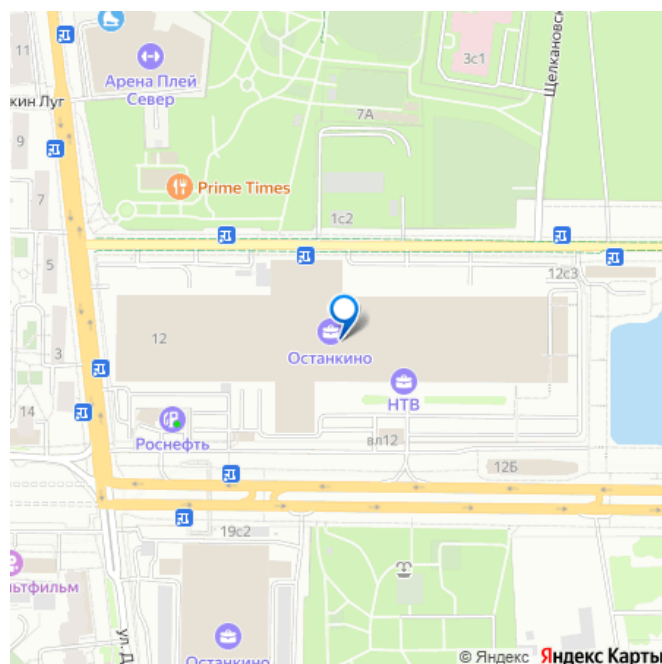 11
3с1
Щелкановск
Арена Плей
Север
кин Луг
7А
9
Prime Times
7
1с2
5
12с3
12
Останкино
3
НТВ
14
Роснефть
вл12
12Б
19с2
льтфильм
ул. Д
Останкино
© Яндекс Яндекс Карты